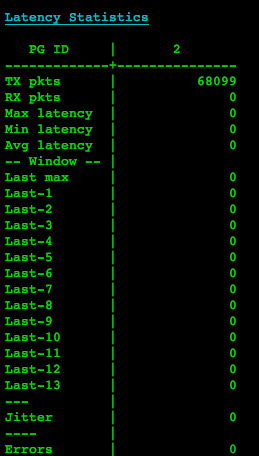 Latency Statistics
PG ID | 2
-------------+---------------
TX pkts | 68099
RX pkts | 0
Max latency | 0
Min latency | 0
Avg latency | 0
-- Window -- |
Last max | 0
Last-1 | 0
Last-2 | 0
Last-3 | 0
Last-4 | 0
Last-5 | 0
Last-6 | 0
Last-7 | 0
Last-8 | 0
Last-9 | 0
Last-10 | 0
Last-11 | 0
Last-12 | 0
Last-13 | 0
--- |
Jitter | 0
---- |
Errors | 0